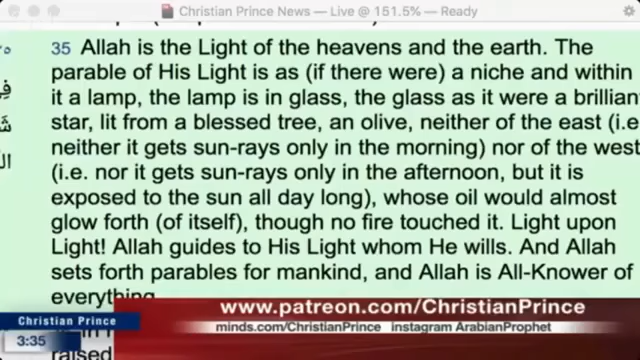 Christian Prince News — Live @ 151.5% — Ready
35 Allah is the Light of the heavens and the earth. The
parable of His Light is as (if there were) a niche and within
it a lamp, the lamp is in glass, the glass as it were a brillian
star, lit from a blessed tree, an olive, neither of the east (i.e
neither it gets sun-rays only in the morning) nor of the west
(i.e. nor it gets sun-rays only in the afternoon, but it is
exposed to the sun all day long), whose oil would almost
glow forth (of itself), though no fire touched it. Light upon
Light! Allah guides to His Light whom He wills. And Allah
sets forth parables for mankind, and Allah is All-Knower of
everything
www.patreon.com/ChristianPrince
Christian Prince
minds.com/ChristianPrince instagram ArabianProphet
3:35
raised